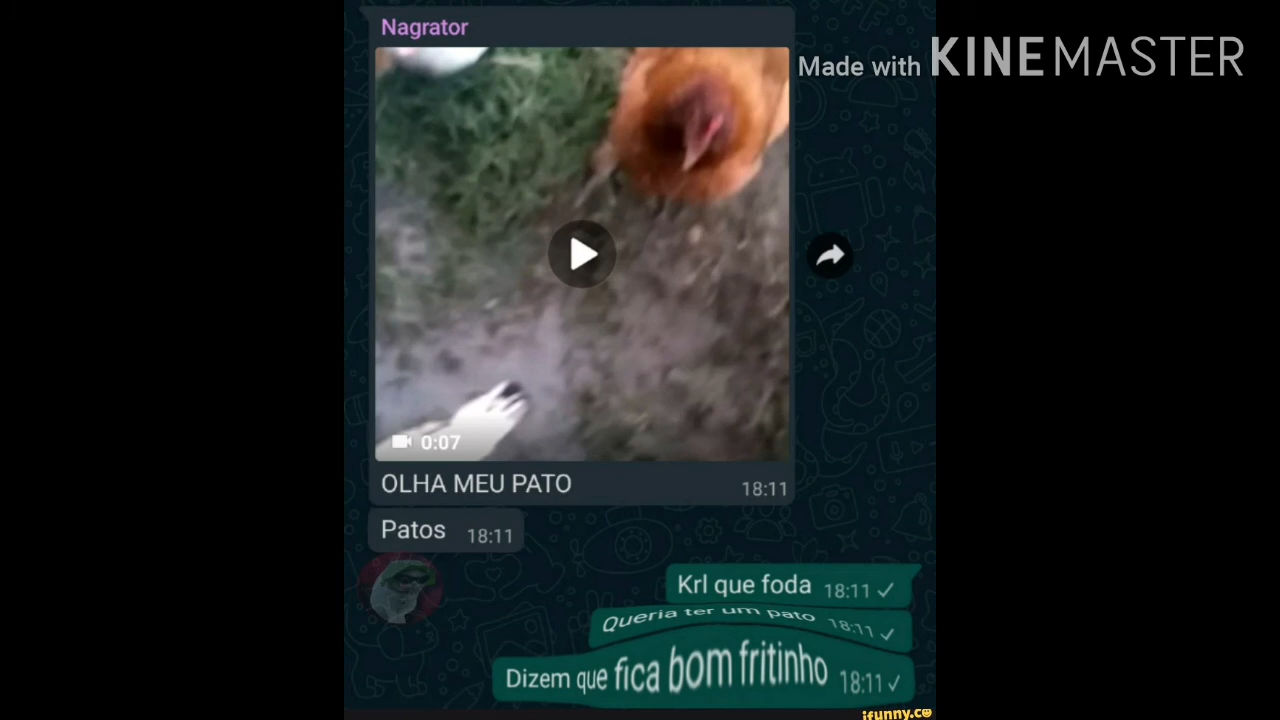 Nagrator
Made with KINEMASTER
0:07
OLHA MEU PATO 18:11
Patos 18:11
Krl que foda 18:11
Queria ter um pato 18:11
Dizem que fica bom fritinho 18:11
ifunny.co